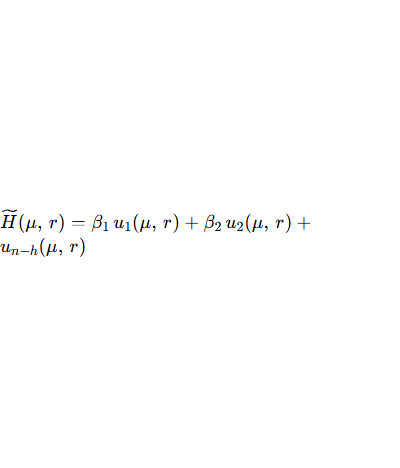 H̃(μ, r) = β₁ u₁(μ, r) + β₂ u₂(μ, r) +
uₙ₋ₕ(μ, r)